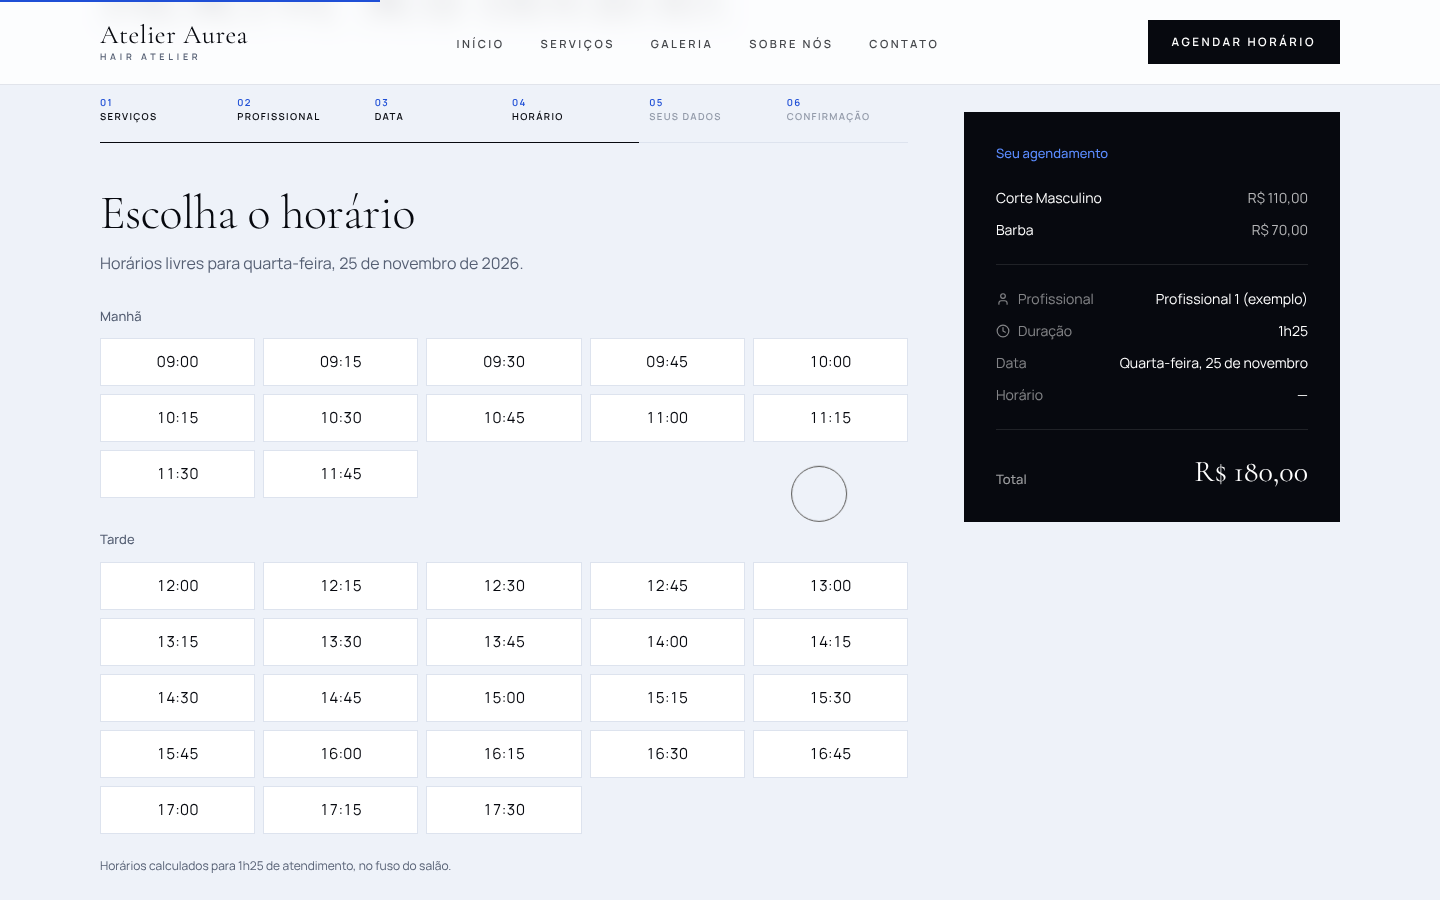 Atelier Aurea
HAIR ATELIER
INÍCIO
SERVIÇOS
GALERIA
SOBRE NÓS
CONTATO
AGENDAR HORÁRIO
01
SERVIÇOS
02
PROFISSIONAL
03
DATA
04
HORÁRIO
05
SEUS DADOS
06
CONFIRMAÇÃO
Escolha o horário
Horários livres para quarta-feira, 25 de novembro de 2026.
Manhã
09:00 09:15 09:30 09:45 10:00
10:15 10:30 10:45 11:00 11:15
11:30 11:45
Tarde
12:00 12:15 12:30 12:45 13:00
13:15 13:30 13:45 14:00 14:15
14:30 14:45 15:00 15:15 15:30
15:45 16:00 16:15 16:30 16:45
17:00 17:15 17:30
Horários calculados para 1h25 de atendimento, no fuso do salão.
Seu agendamento
Corte Masculino R$ 110,00
Barba R$ 70,00
Profissional Profissional 1 (exemplo)
Duração 1h25
Data Quarta-feira, 25 de novembro
Horário —
Total R$ 180,00